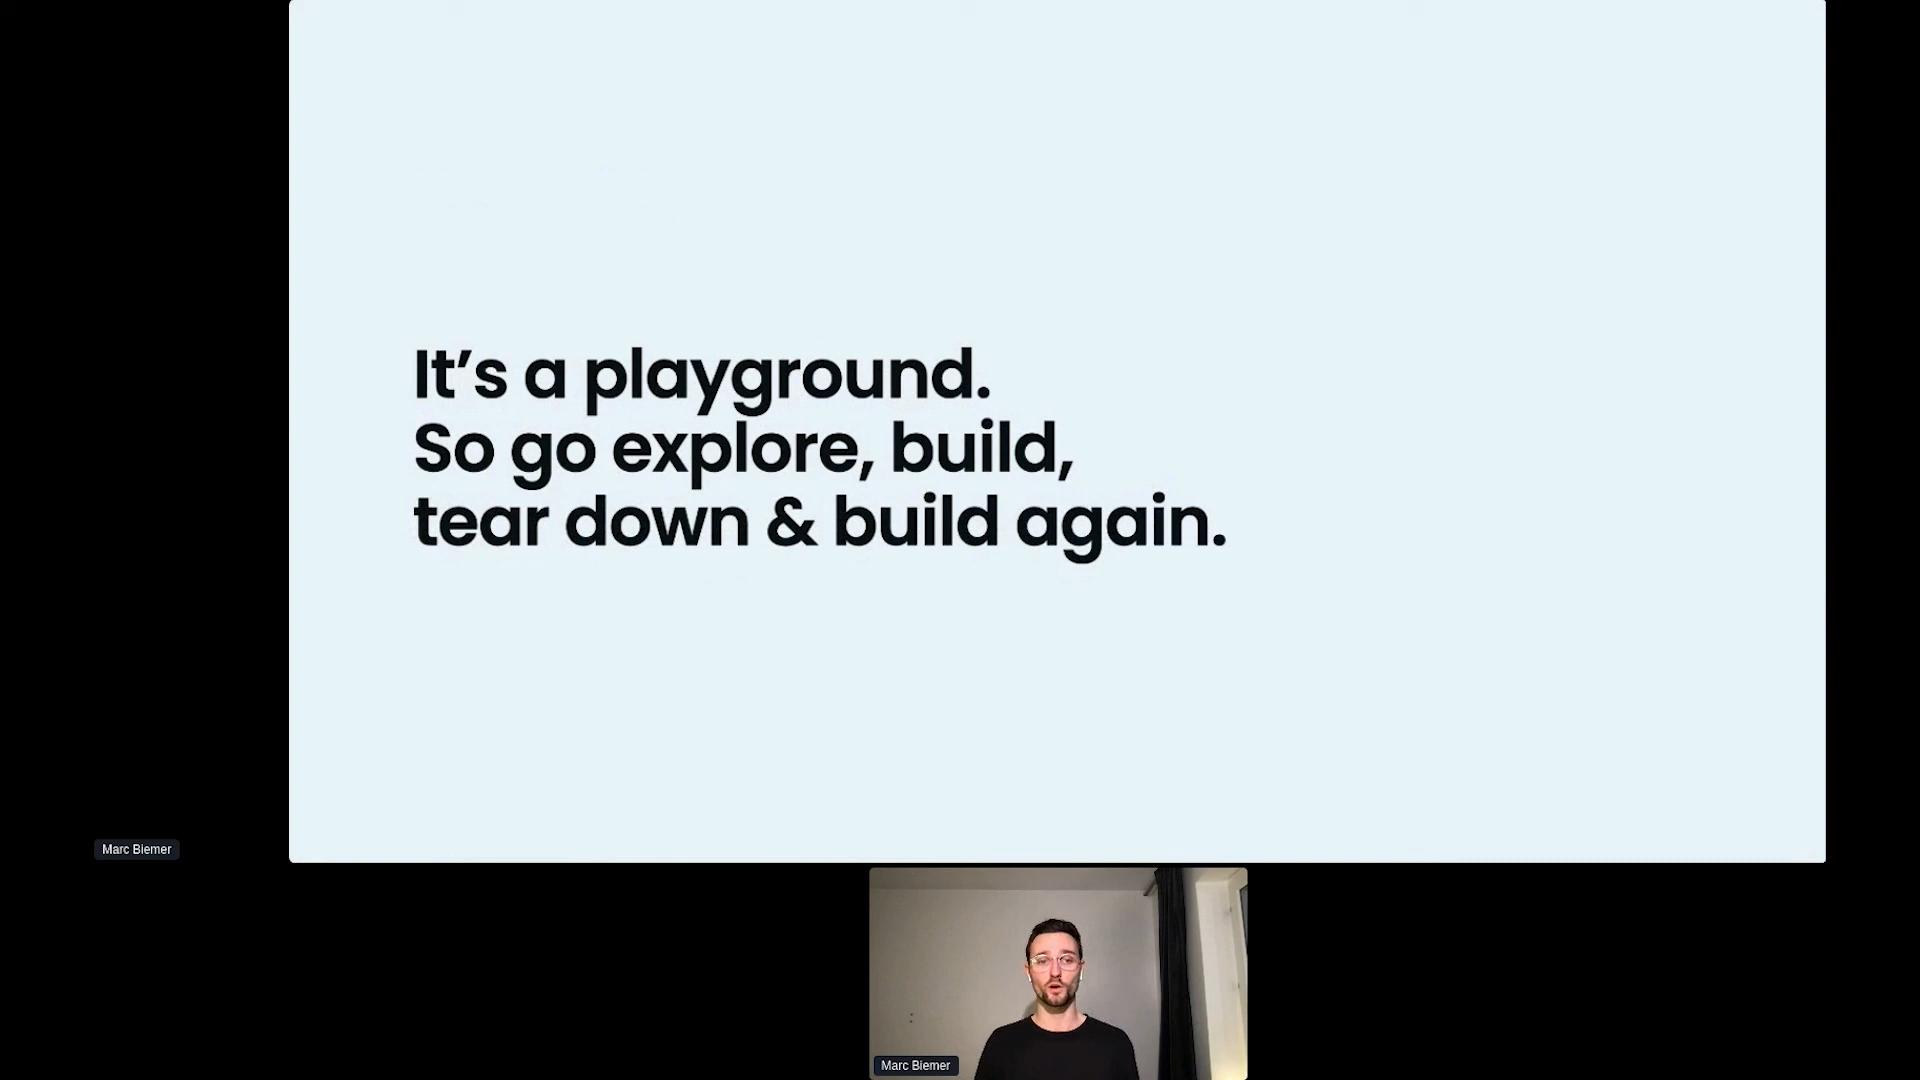 It’s a playground.
So go explore, build,
tear down & build again.
Marc Biemer
Marc Biemer